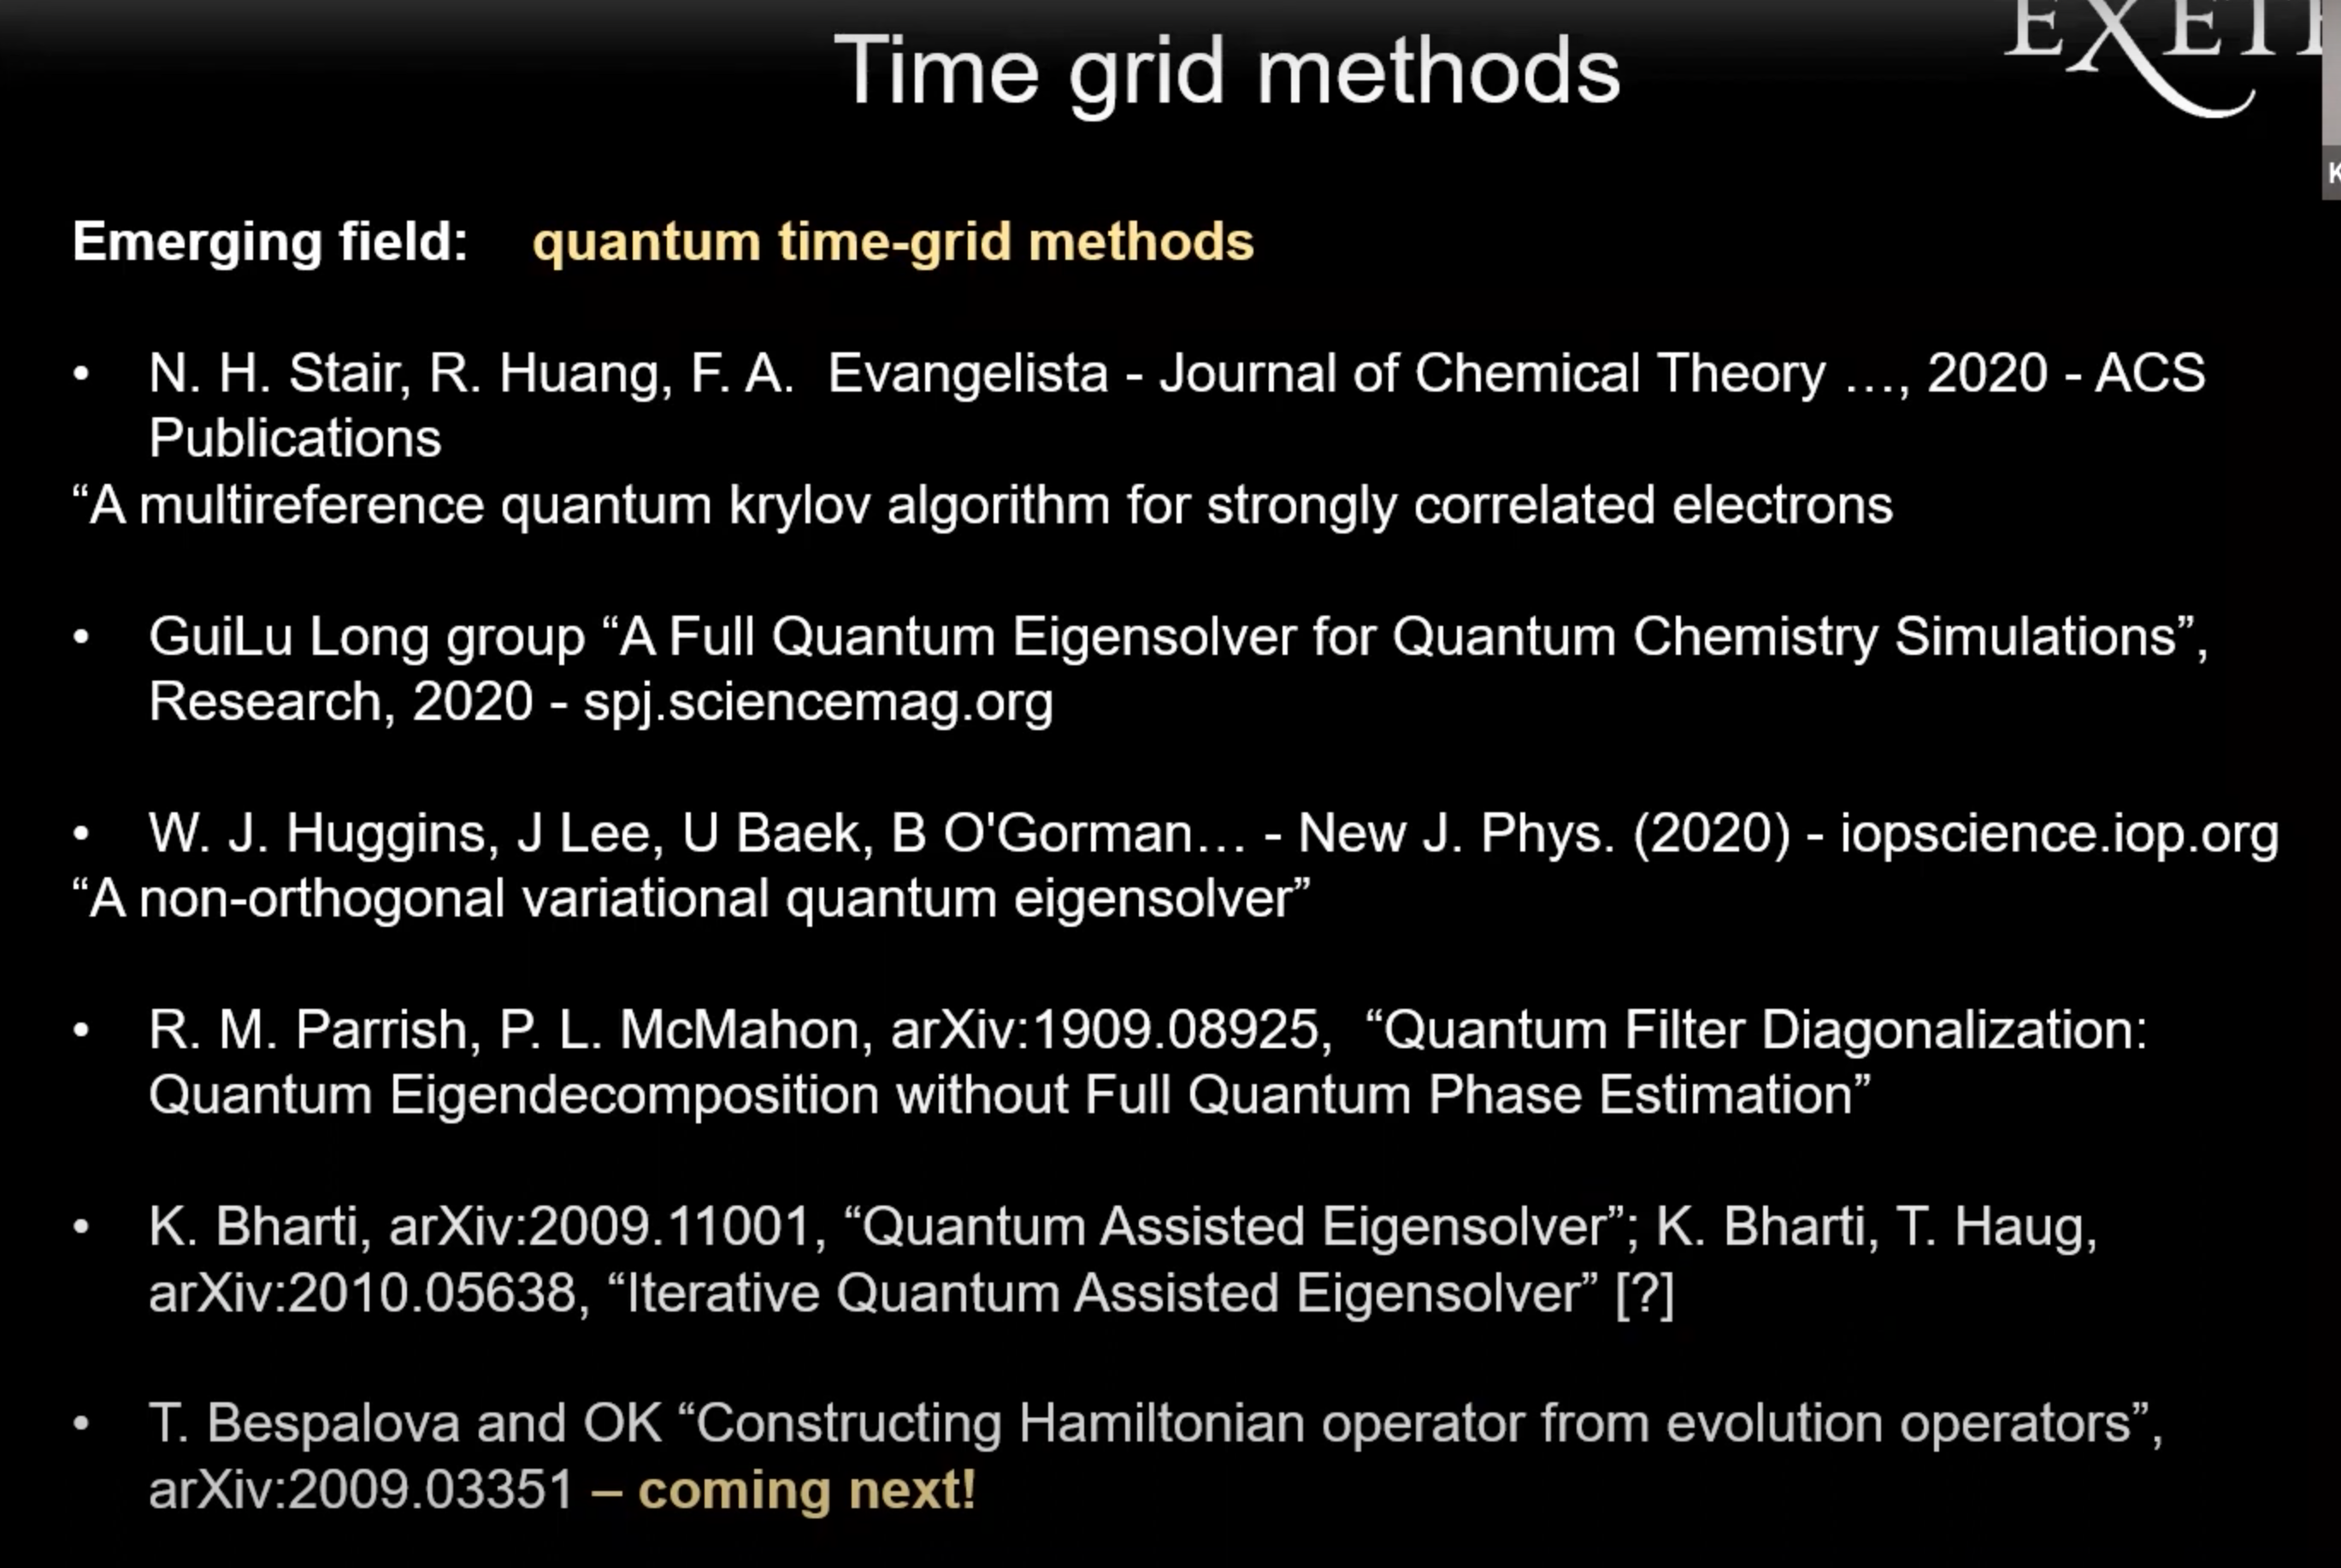 EXETE
Time grid methods
K
Emerging field: quantum time-grid methods
• N. H. Stair, R. Huang, F. A.  Evangelista - Journal of Chemical Theory …, 2020 - ACS
Publications
“A multireference quantum krylov algorithm for strongly correlated electrons
• GuiLu Long group “A Full Quantum Eigensolver for Quantum Chemistry Simulations”,
Research, 2020 - spj.sciencemag.org
• W. J. Huggins, J Lee, U Baek, B O'Gorman… - New J. Phys. (2020) - iopscience.iop.org
“A non-orthogonal variational quantum eigensolver”
• R. M. Parrish, P. L. McMahon, arXiv:1909.08925,  “Quantum Filter Diagonalization:
Quantum Eigendecomposition without Full Quantum Phase Estimation”
• K. Bharti, arXiv:2009.11001, “Quantum Assisted Eigensolver”; K. Bharti, T. Haug,
arXiv:2010.05638, “Iterative Quantum Assisted Eigensolver” [?]
• T. Bespalova and OK “Constructing Hamiltonian operator from evolution operators”,
arXiv:2009.03351 – coming next!